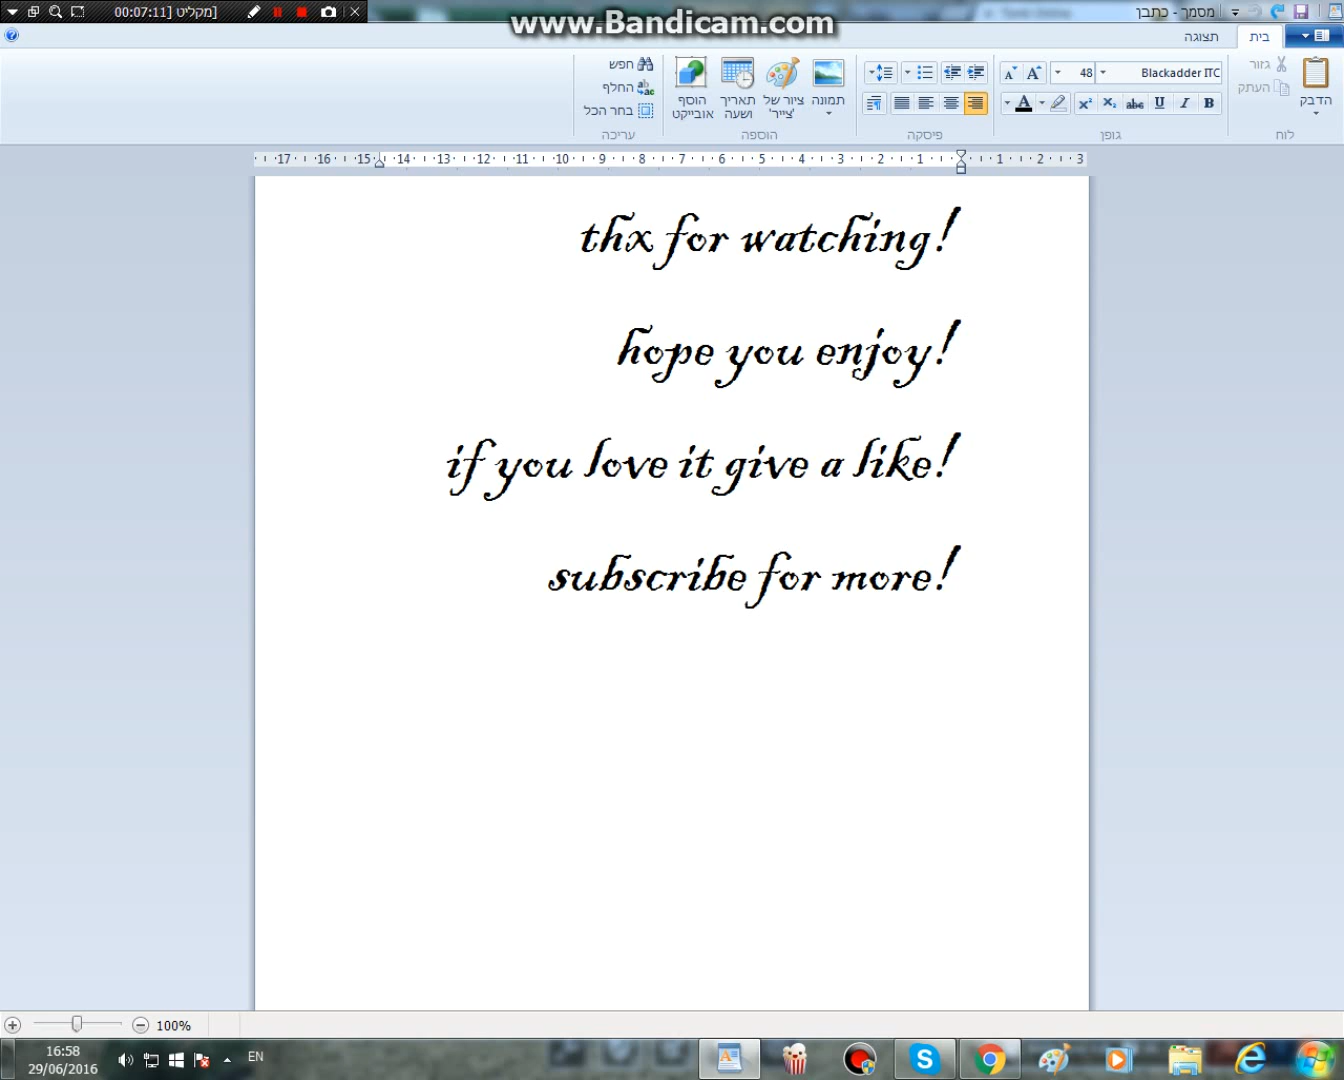 [מקליט [00:07:11
www.Bandicam.com
מסמך - כתבן
בית
תצוגה
הדבק
גזור
העתק
לוח
Blackadder ITC
48
גופן
פיסקה
תמונה
ציור של 'צייר'
תאריך ושעה
הוסף אובייקט
הוספה
חפש
החלף
בחר הכל
עריכה
17 16 15 14 13 12 11 10 9 8 7 6 5 4 3 2 1 1 2 3
thx for watching!
hope you enjoy!
if you love it give a like!
subscribe for more!
100%
16:58
29/06/2016
EN